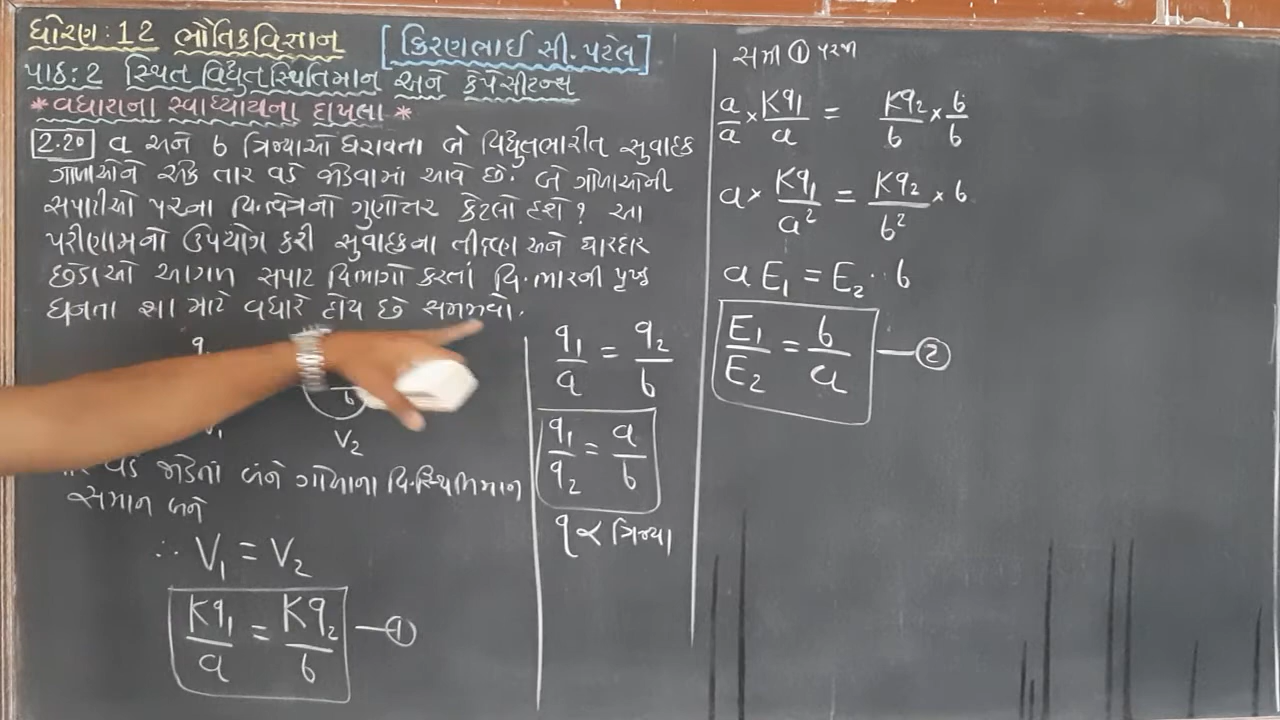 ધોરણ: 12 ભૌતિકવિજ્ઞાન [કિરણભાઈ સી. પટેલ]
પાઠ: 2 સ્થિત વિદ્યુતસ્થિતિમાન અને કેપેસીટન્સ
* વધારાના સ્વાધ્યાયના દાખલા *
2.20 a અને b ત્રિજ્યાઓ ધરાવતા બે વિદ્યુતભારીત સુવાહક
ગોળાઓને એક તાર વડે જોડવામાં આવે છે. બે ગોળાઓની
સપાટીઓ પરના વિ.ક્ષેત્રનો ગુણોત્તર કેટલો હશે? આ
પરીણામનો ઉપયોગ કરી સુવાહકના તીક્ષ્ણ અને ધારદાર
છેડાઓ આગળ સપાટ વિભાગો કરતાં વિ.ભારની પૃષ્ઠ
ઘનતા શા માટે વધારે હોય છે સમજાવો.
q₁
b
V₁
V₂
વડે જોડતાં બંને ગોળાના વિ.સ્થિતિમાન
સમાન બને
∴ V₁ = V₂
Kq₁/a = Kq₂/b —①
q₁/a = q₂/b
q₁/q₂ = a/b
q ∝ ત્રિજ્યા
સમી ① પરથી
a/a × Kq₁/a = Kq₂/b × b/b
a × Kq₁/a² = Kq₂/b² × b
a E₁ = E₂ · b
E₁/E₂ = b/a —②